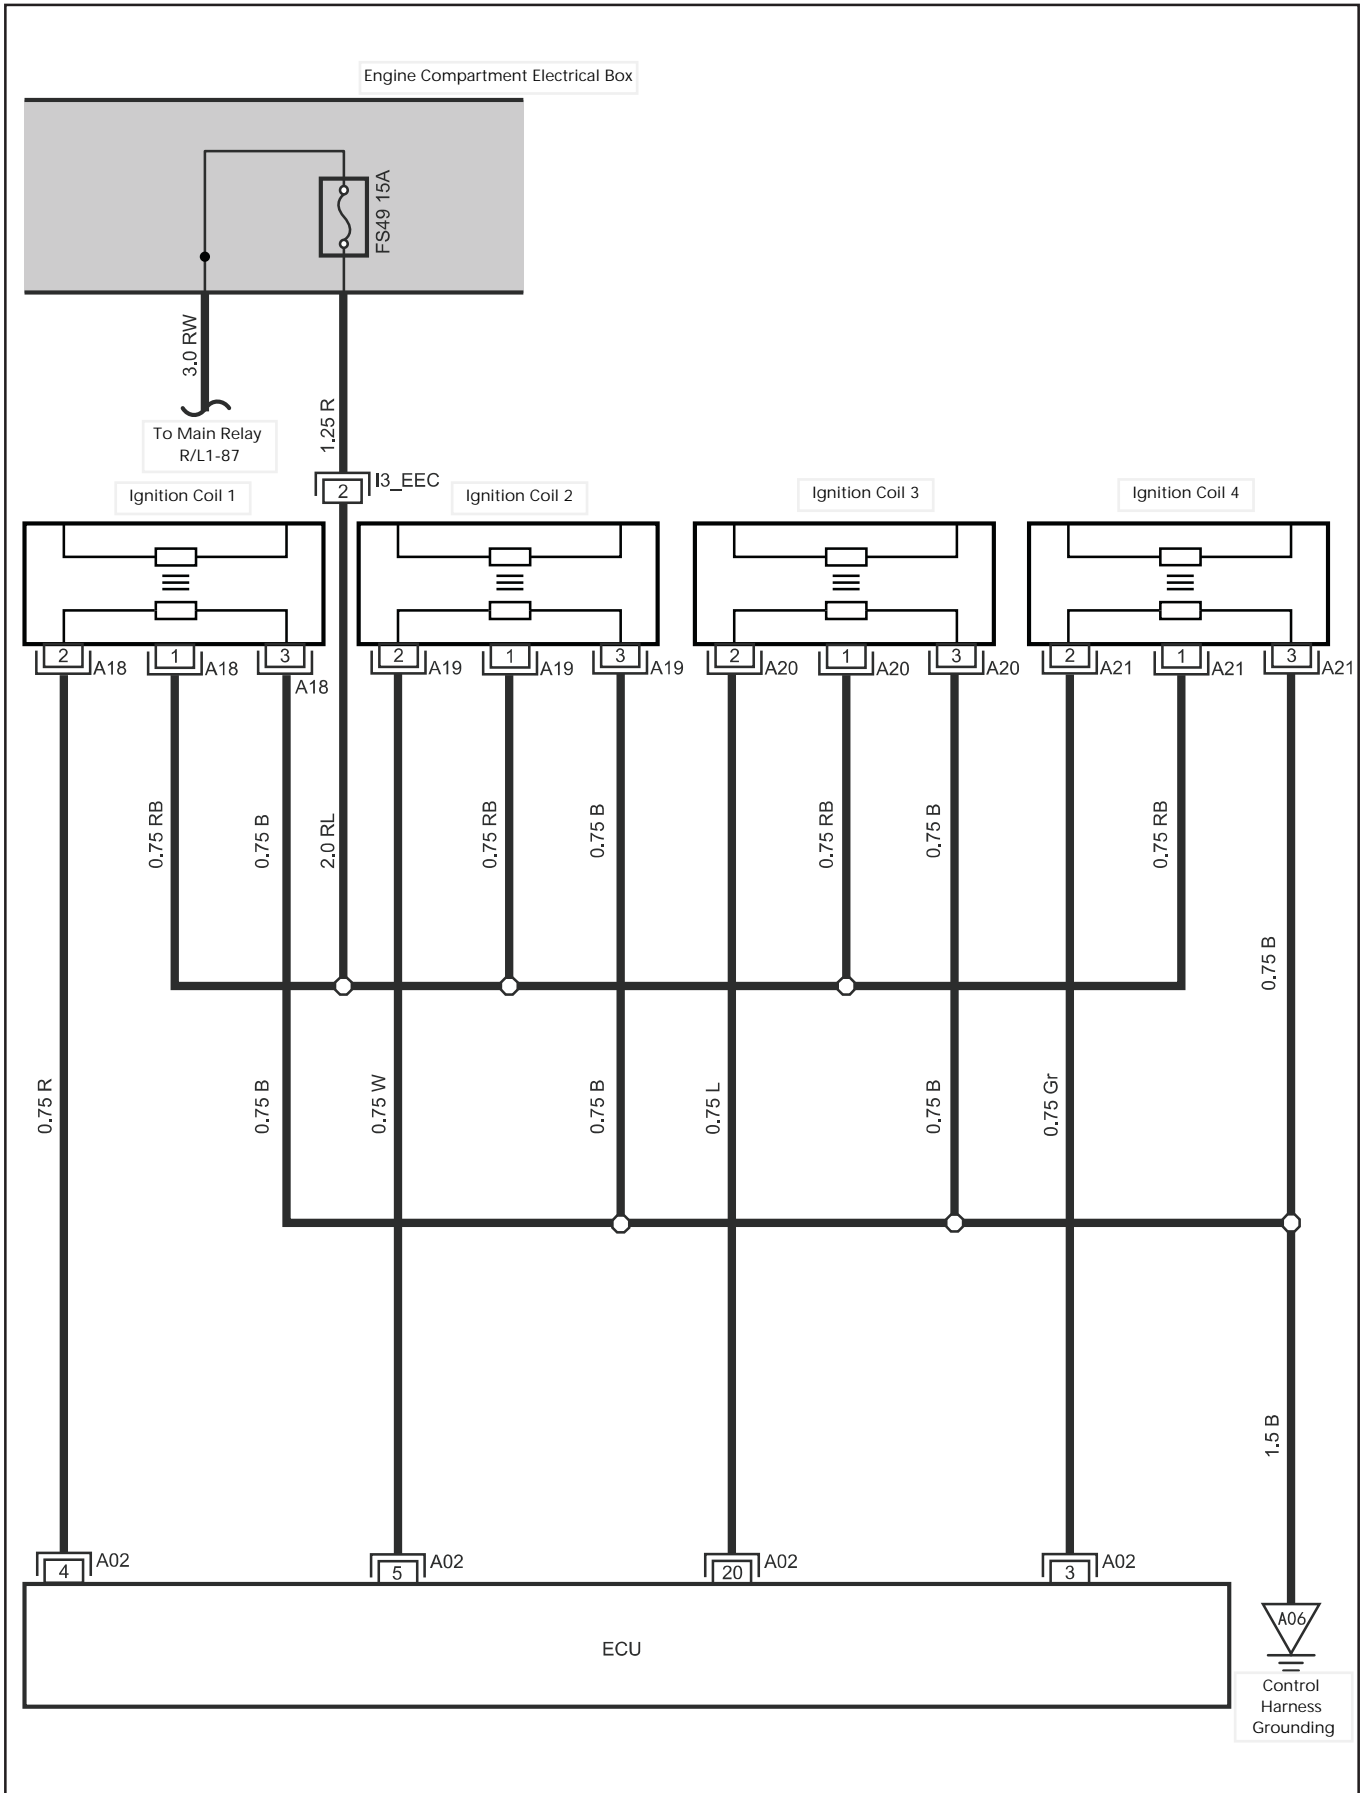 Engine Compartment Electrical Box
FS49 15A
3.0 RW
1.25 R
To Main Relay
R/L1-87
I3_EEC
2
Ignition Coil 1
Ignition Coil 2
Ignition Coil 3
Ignition Coil 4
2 A18
1 A18
3
A18
2 A19
1 A19
3 A19
2 A20
1 A20
3 A20
2 A21
1 A21
3 A21
0.75 RB
0.75 B
2.0 RL
0.75 RB
0.75 B
0.75 RB
0.75 B
0.75 RB
0.75 B
0.75 R
0.75 B
0.75 W
0.75 B
0.75 L
0.75 B
0.75 Gr
1.5 B
4 A02
5 A02
20 A02
3 A02
ECU
A06
Control
Harness
Grounding